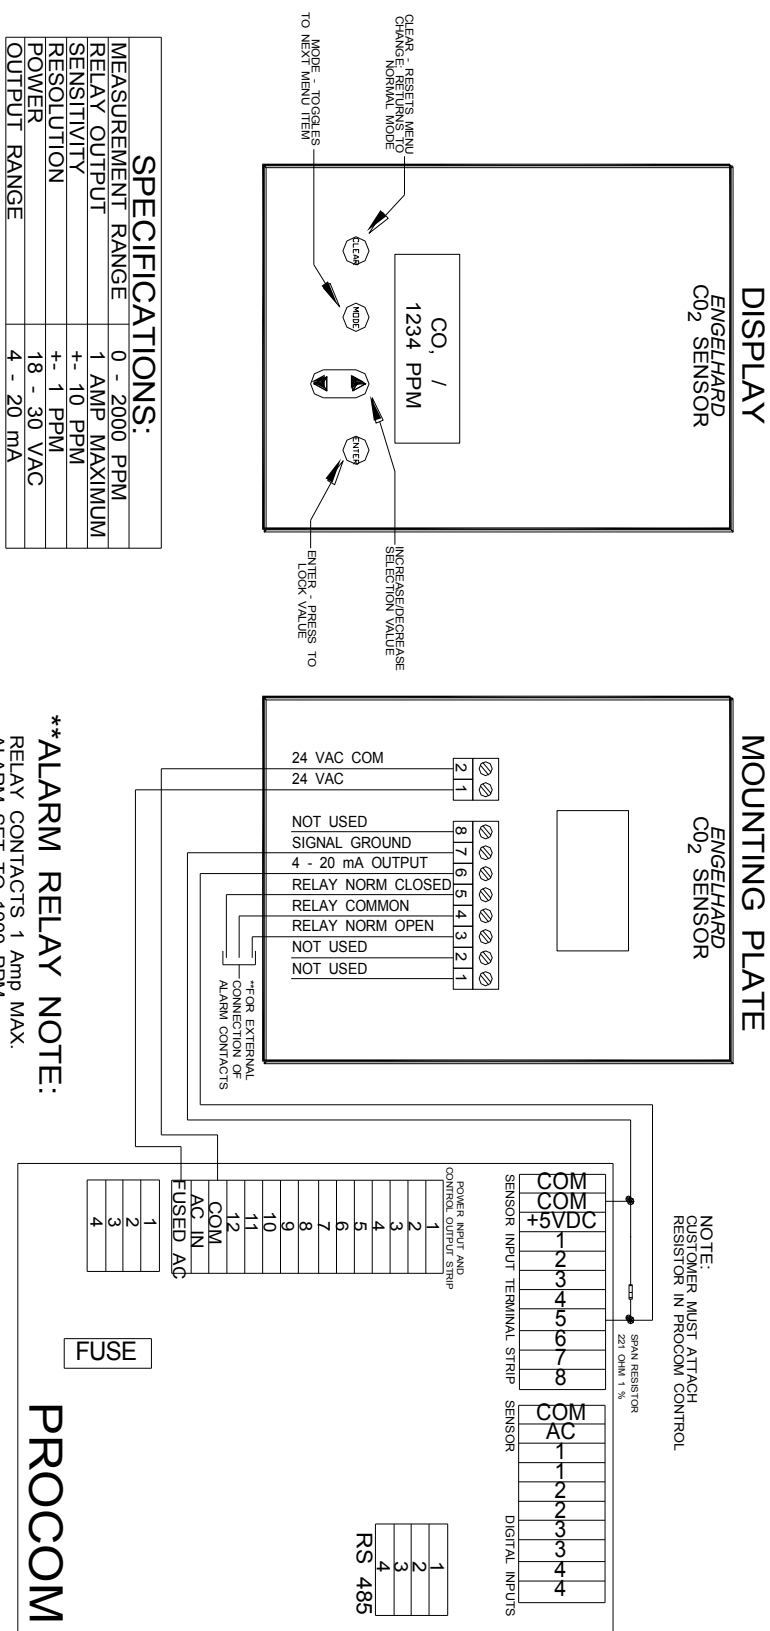 DISPLAY
ENGELHARD
C02 SENSOR
CLEAR - RESETS MENU
CHANGE; RETURNS TO
NORMAL MODE
MODE - TOGGLES
TO NEXT MENU ITEM
CO, /
1234 PPM
CLEAR
MODE
ENTER
INCREASE/DECREASE
SELECTION VALUE
ENTER - PRESS TO
LOCK VALUE
SPECIFICATIONS:
MEASUREMENT RANGE 0 - 2000 PPM
RELAY OUTPUT 1 AMP MAXIMUM
SENSITIVITY +- 10 PPM
RESOLUTION +- 1 PPM
POWER 18 - 30 VAC
OUTPUT RANGE 4 - 20 mA
MOUNTING PLATE
ENGELHARD
C02 SENSOR
24 VAC COM 2
24 VAC 1
NOT USED 8
SIGNAL GROUND 7
4 - 20 mA OUTPUT 6
RELAY NORM CLOSED 5
RELAY COMMON 4
RELAY NORM OPEN 3
NOT USED 2
NOT USED 1
**FOR EXTERNAL
CONNECTION OF
ALARM CONTACTS
**ALARM RELAY NOTE:
RELAY CONTACTS 1 Amp MAX.
ALARM SET TO 1000 PPM
NOTE:
CUSTOMER MUST ATTACH
RESISTOR IN PROCOM CONTROL
SPAN RESISTOR
221 OHM 1 %
COM
COM
+5VDC
1
2
3
4
5
6
7
8
SENSOR INPUT TERMINAL STRIP
COM
AC
1
1
2
2
3
3
4
4
SENSOR
DIGITAL INPUTS
POWER INPUT AND
CONTROL OUTPUT STRIP
1
2
3
4
5
6
7
8
9
10
11
12
COM
AC IN
FUSED AC
1
2
3
4
FUSE
1
2
3
4
RS 485
PROCOM